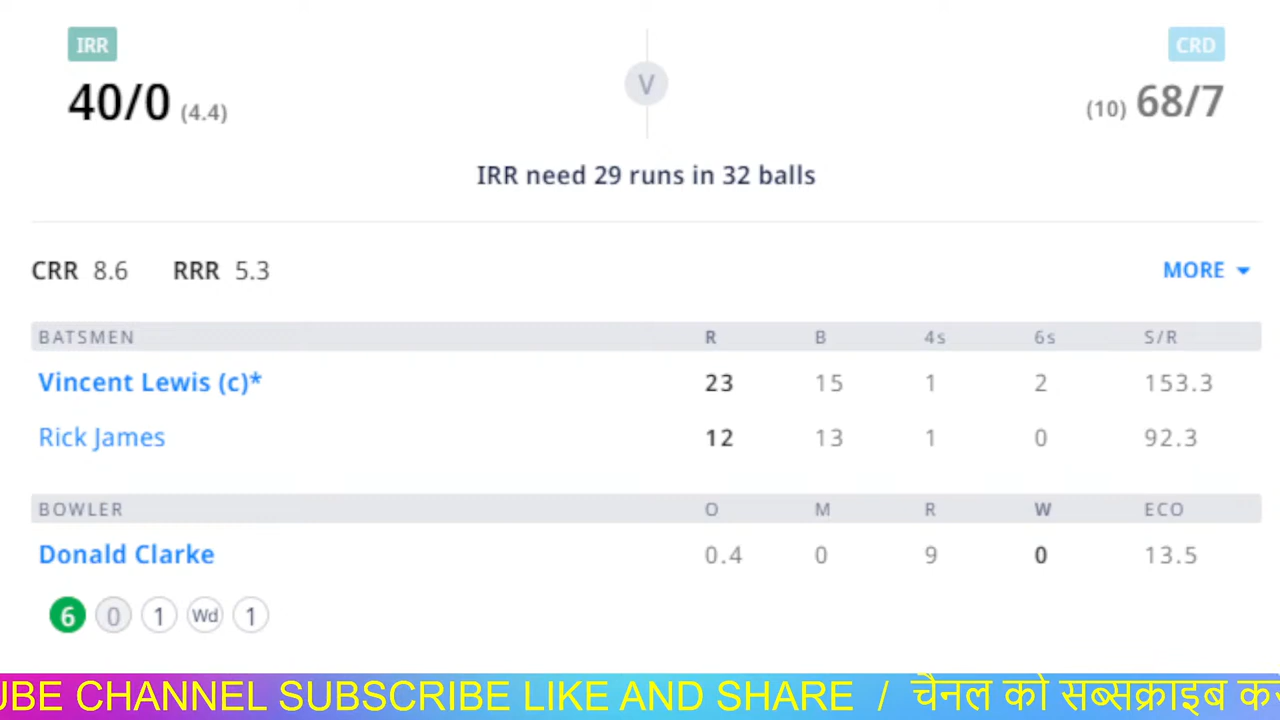 IRR
CRD
40/0 (4.4)
V
(10) 68/7
IRR need 29 runs in 32 balls
CRR 8.6 RRR 5.3
MORE
BATSMEN R B 4s 6s S/R
Vincent Lewis (c)* 23 15 1 2 153.3
Rick James 12 13 1 0 92.3
BOWLER O M R W ECO
Donald Clarke 0.4 0 9 0 13.5
6 0 1 Wd 1
UBE CHANNEL SUBSCRIBE LIKE AND SHARE / चैनल को सब्सक्राइब